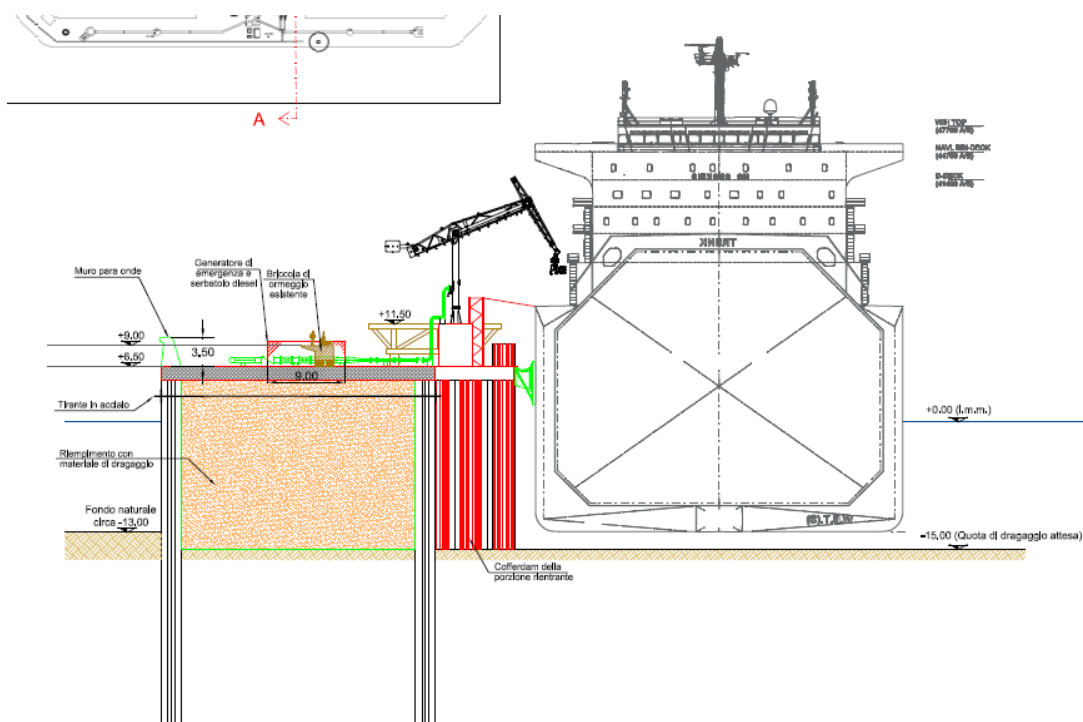 A
Muro para onde
Generatore di
emergenza e
serbatoio diesel
Briccola di
ormeggio
esistente
+11.50
+9.00
3.50
+6.50
9.00
Tirante in acciaio
+0.00 (l.m.m.)
Riempimento con
materiale di dragaggio
Fondo naturale
circa -13,00
-15.00 (Quota di dragaggio attesa)
Cofferdam della
porzione rientrante